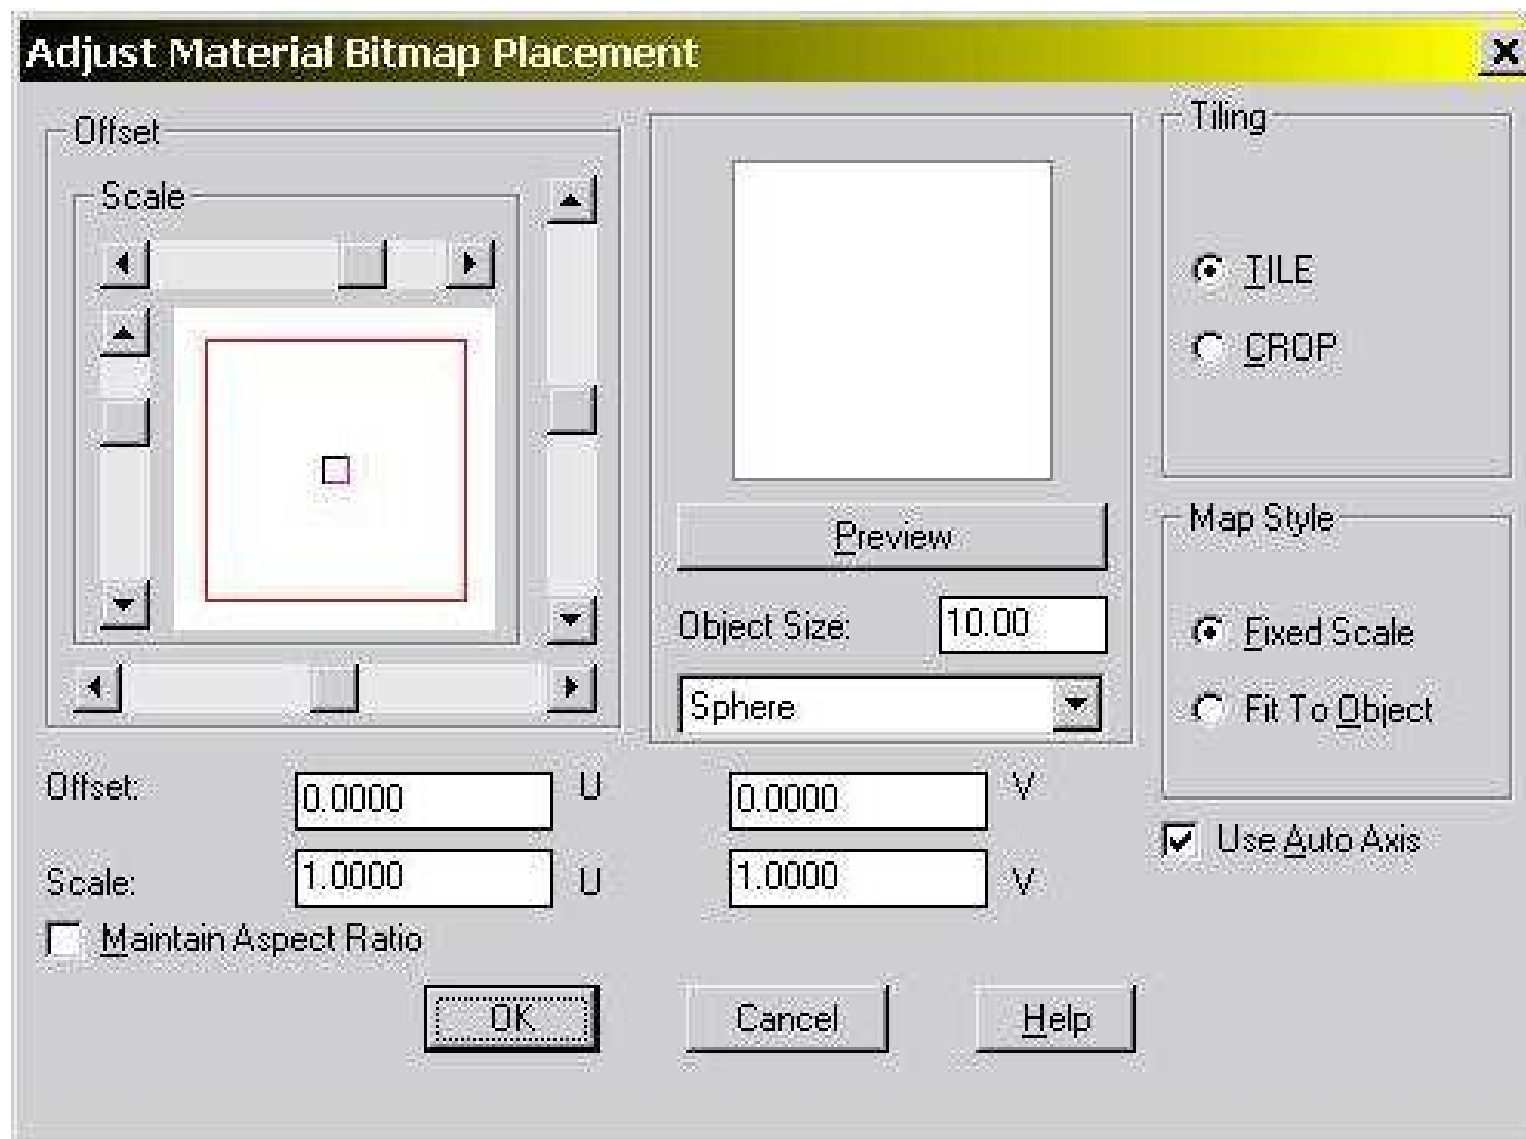 Adjust Material Bitmap Placement
Offset
Scale
Preview
Object Size: 10.00
Sphere
Tiling
TILE
CROP
Map Style
Fixed Scale
Fit To Object
Use Auto Axis
Offset: 0.0000 U 0.0000 V
Scale: 1.0000 U 1.0000 V
Maintain Aspect Ratio
OK Cancel Help